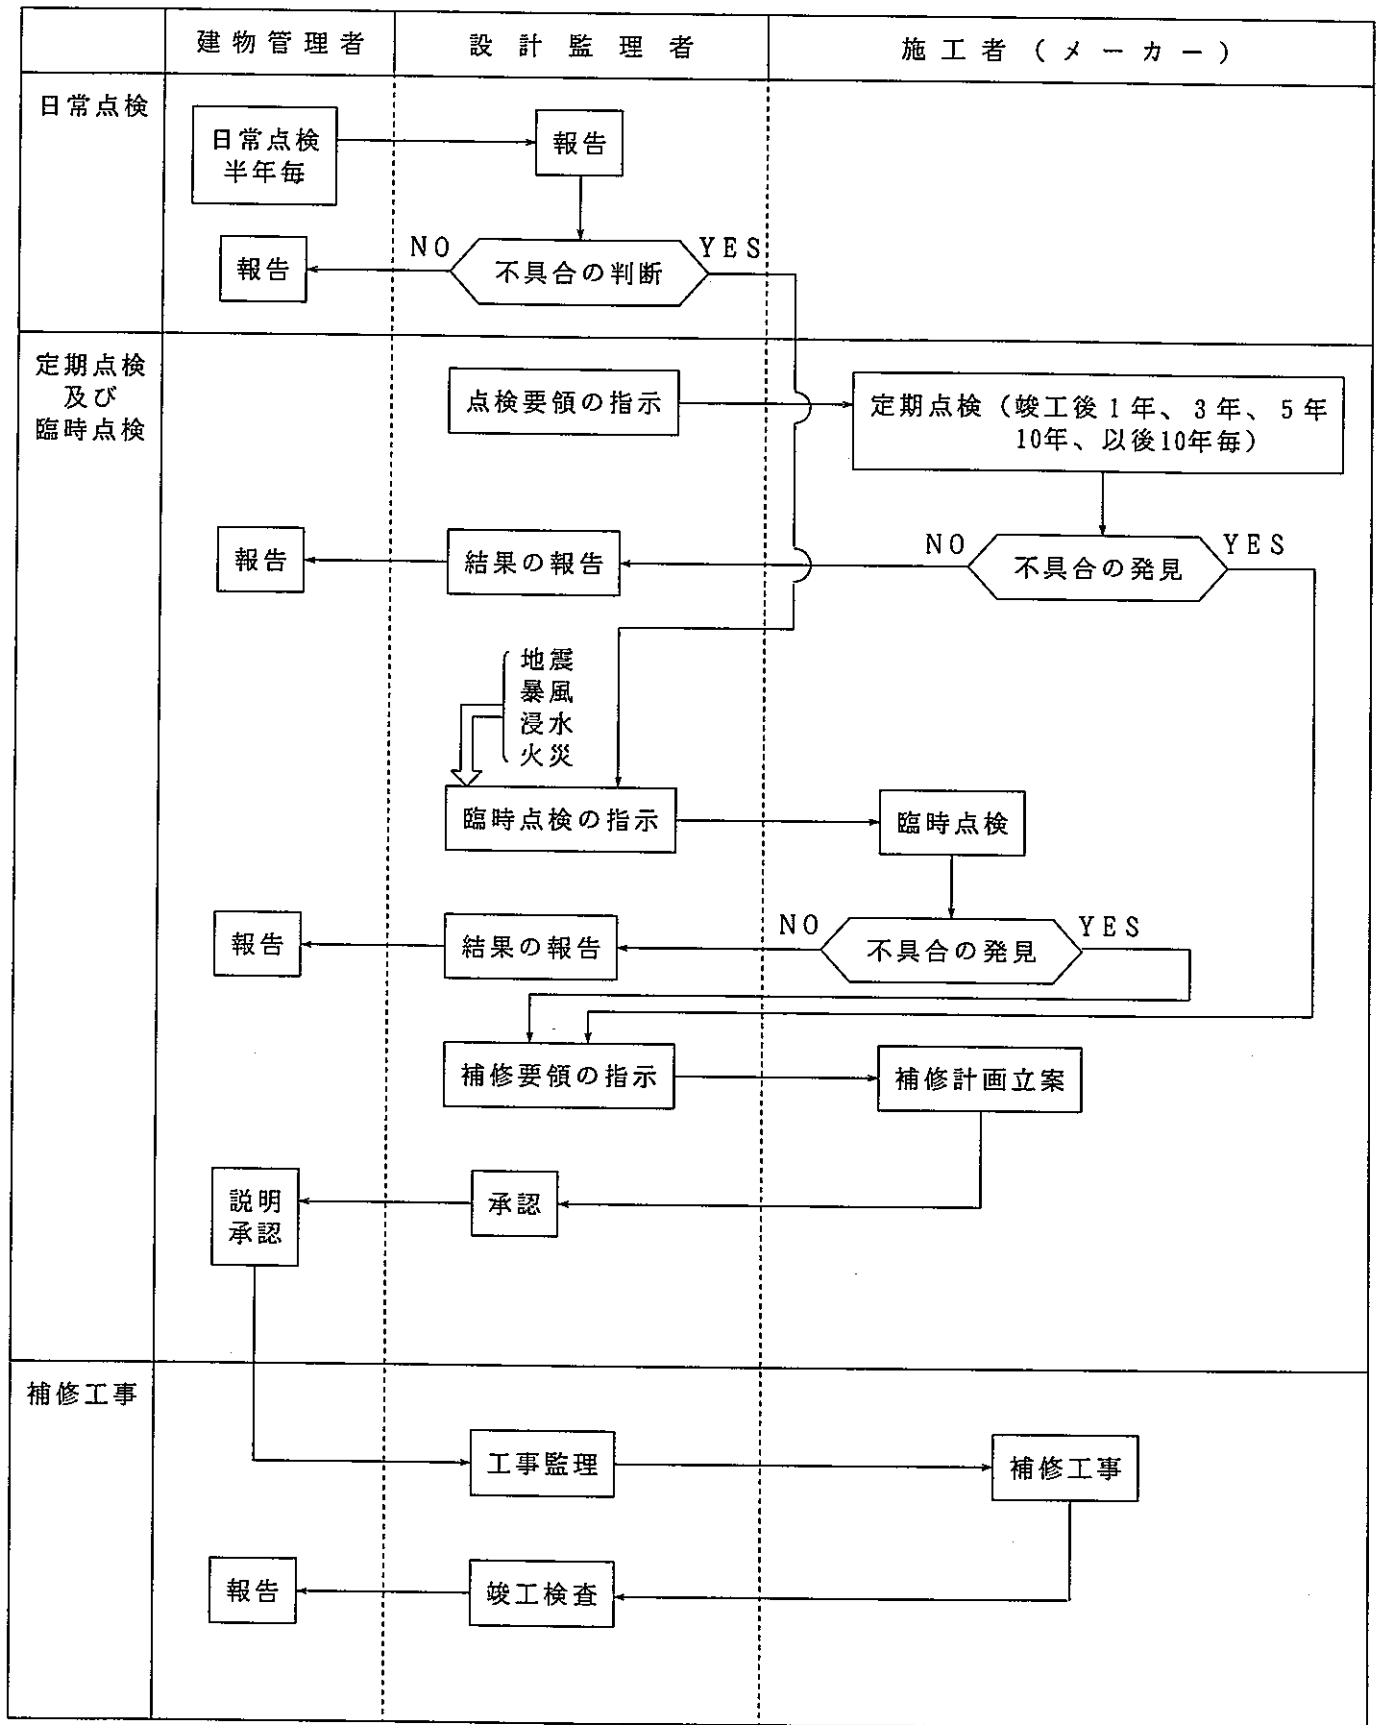 建物管理者
設計監理者
施工者(メーカー)
日常点検
日常点検
半年毎
報告
報告
NO
不具合の判断
YES
定期点検
及び
臨時点検
点検要領の指示
定期点検(竣工後1年、3年、5年
10年、以後10年毎)
報告
結果の報告
NO
不具合の発見
YES
地震
暴風
浸水
火災
臨時点検の指示
臨時点検
報告
結果の報告
NO
不具合の発見
YES
補修要領の指示
補修計画立案
説明
承認
承認
補修工事
工事監理
補修工事
報告
竣工検査